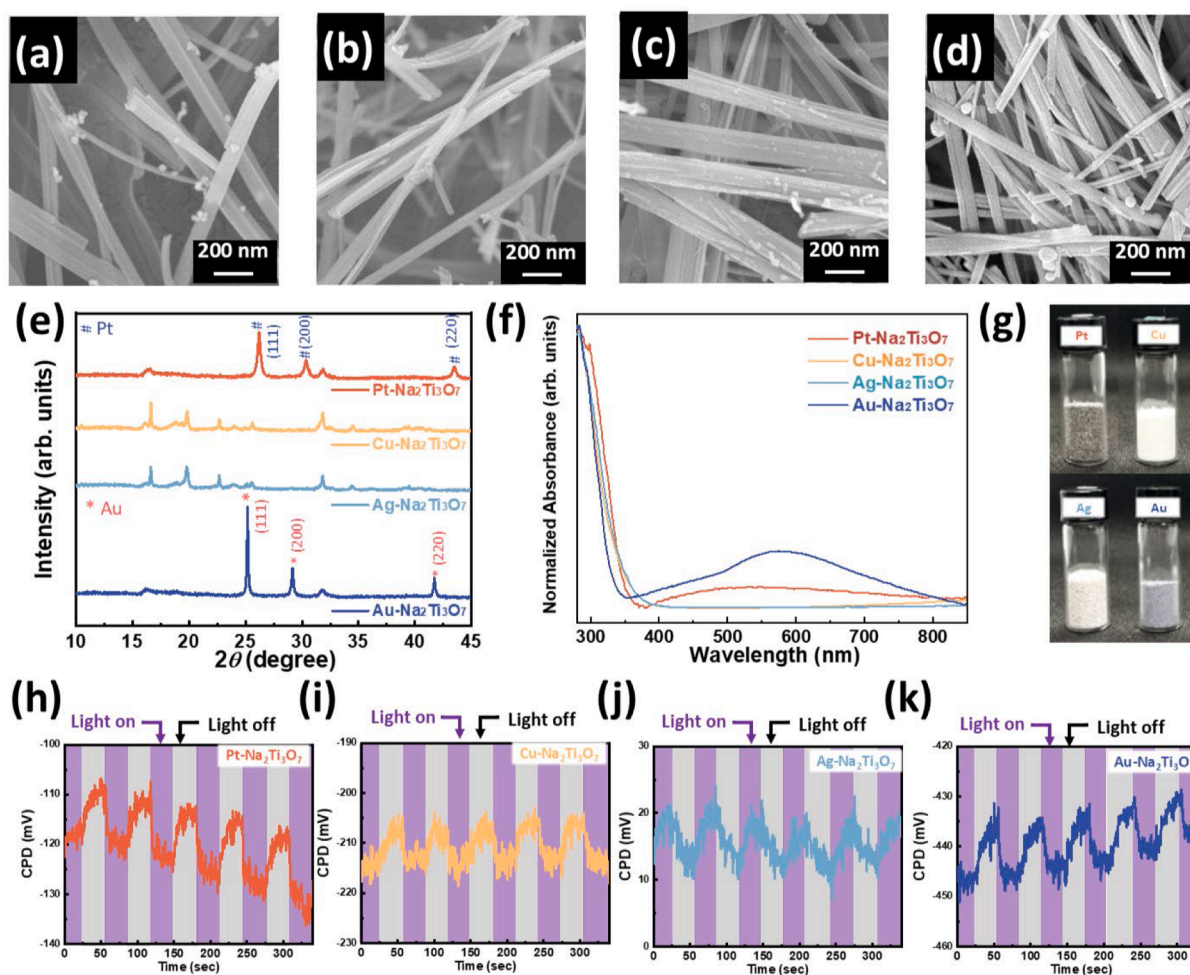 (a)
200 nm
(b)
200 nm
(c)
200 nm
(d)
200 nm
(e)
# Pt
#
(111)
#(200)
(220)
#
Pt-Na₂Ti₃O₇
Cu-Na₂Ti₃O₇
Ag-Na₂Ti₃O₇
* Au
*
(111)
* (200)
* (220)
Au-Na₂Ti₃O₇
Intensity (arb. units)
10 15 20 25 30 35 40 45
2θ (degree)
(f)
Pt-Na₂Ti₃O₇
Cu-Na₂Ti₃O₇
Ag-Na₂Ti₃O₇
Au-Na₂Ti₃O₇
Normalized Absorbance (arb. units)
300 400 500 600 700 800
Wavelength (nm)
(g)
Pt
Cu
Ag
Au
(h)
Light on
Light off
Pt-Na₂Ti₃O₇
CPD (mV)
-100
-110
-120
-130
-140
0 50 100 150 200 250 300
Time (sec)
(i)
Light on
Light off
Cu-Na₂Ti₃O₇
CPD (mV)
-190
-200
-210
-220
-230
0 50 100 150 200 250 300
Time (sec)
(j)
Light on
Light off
Ag-Na₂Ti₃O₇
CPD (mV)
30
20
10
0
0 50 100 150 200 250 300
Time (sec)
(k)
Light on
Light off
Au-Na₂Ti₃O
CPD (mV)
-420
-430
-440
-450
-460
0 50 100 150 200 250 300
Time (sec)